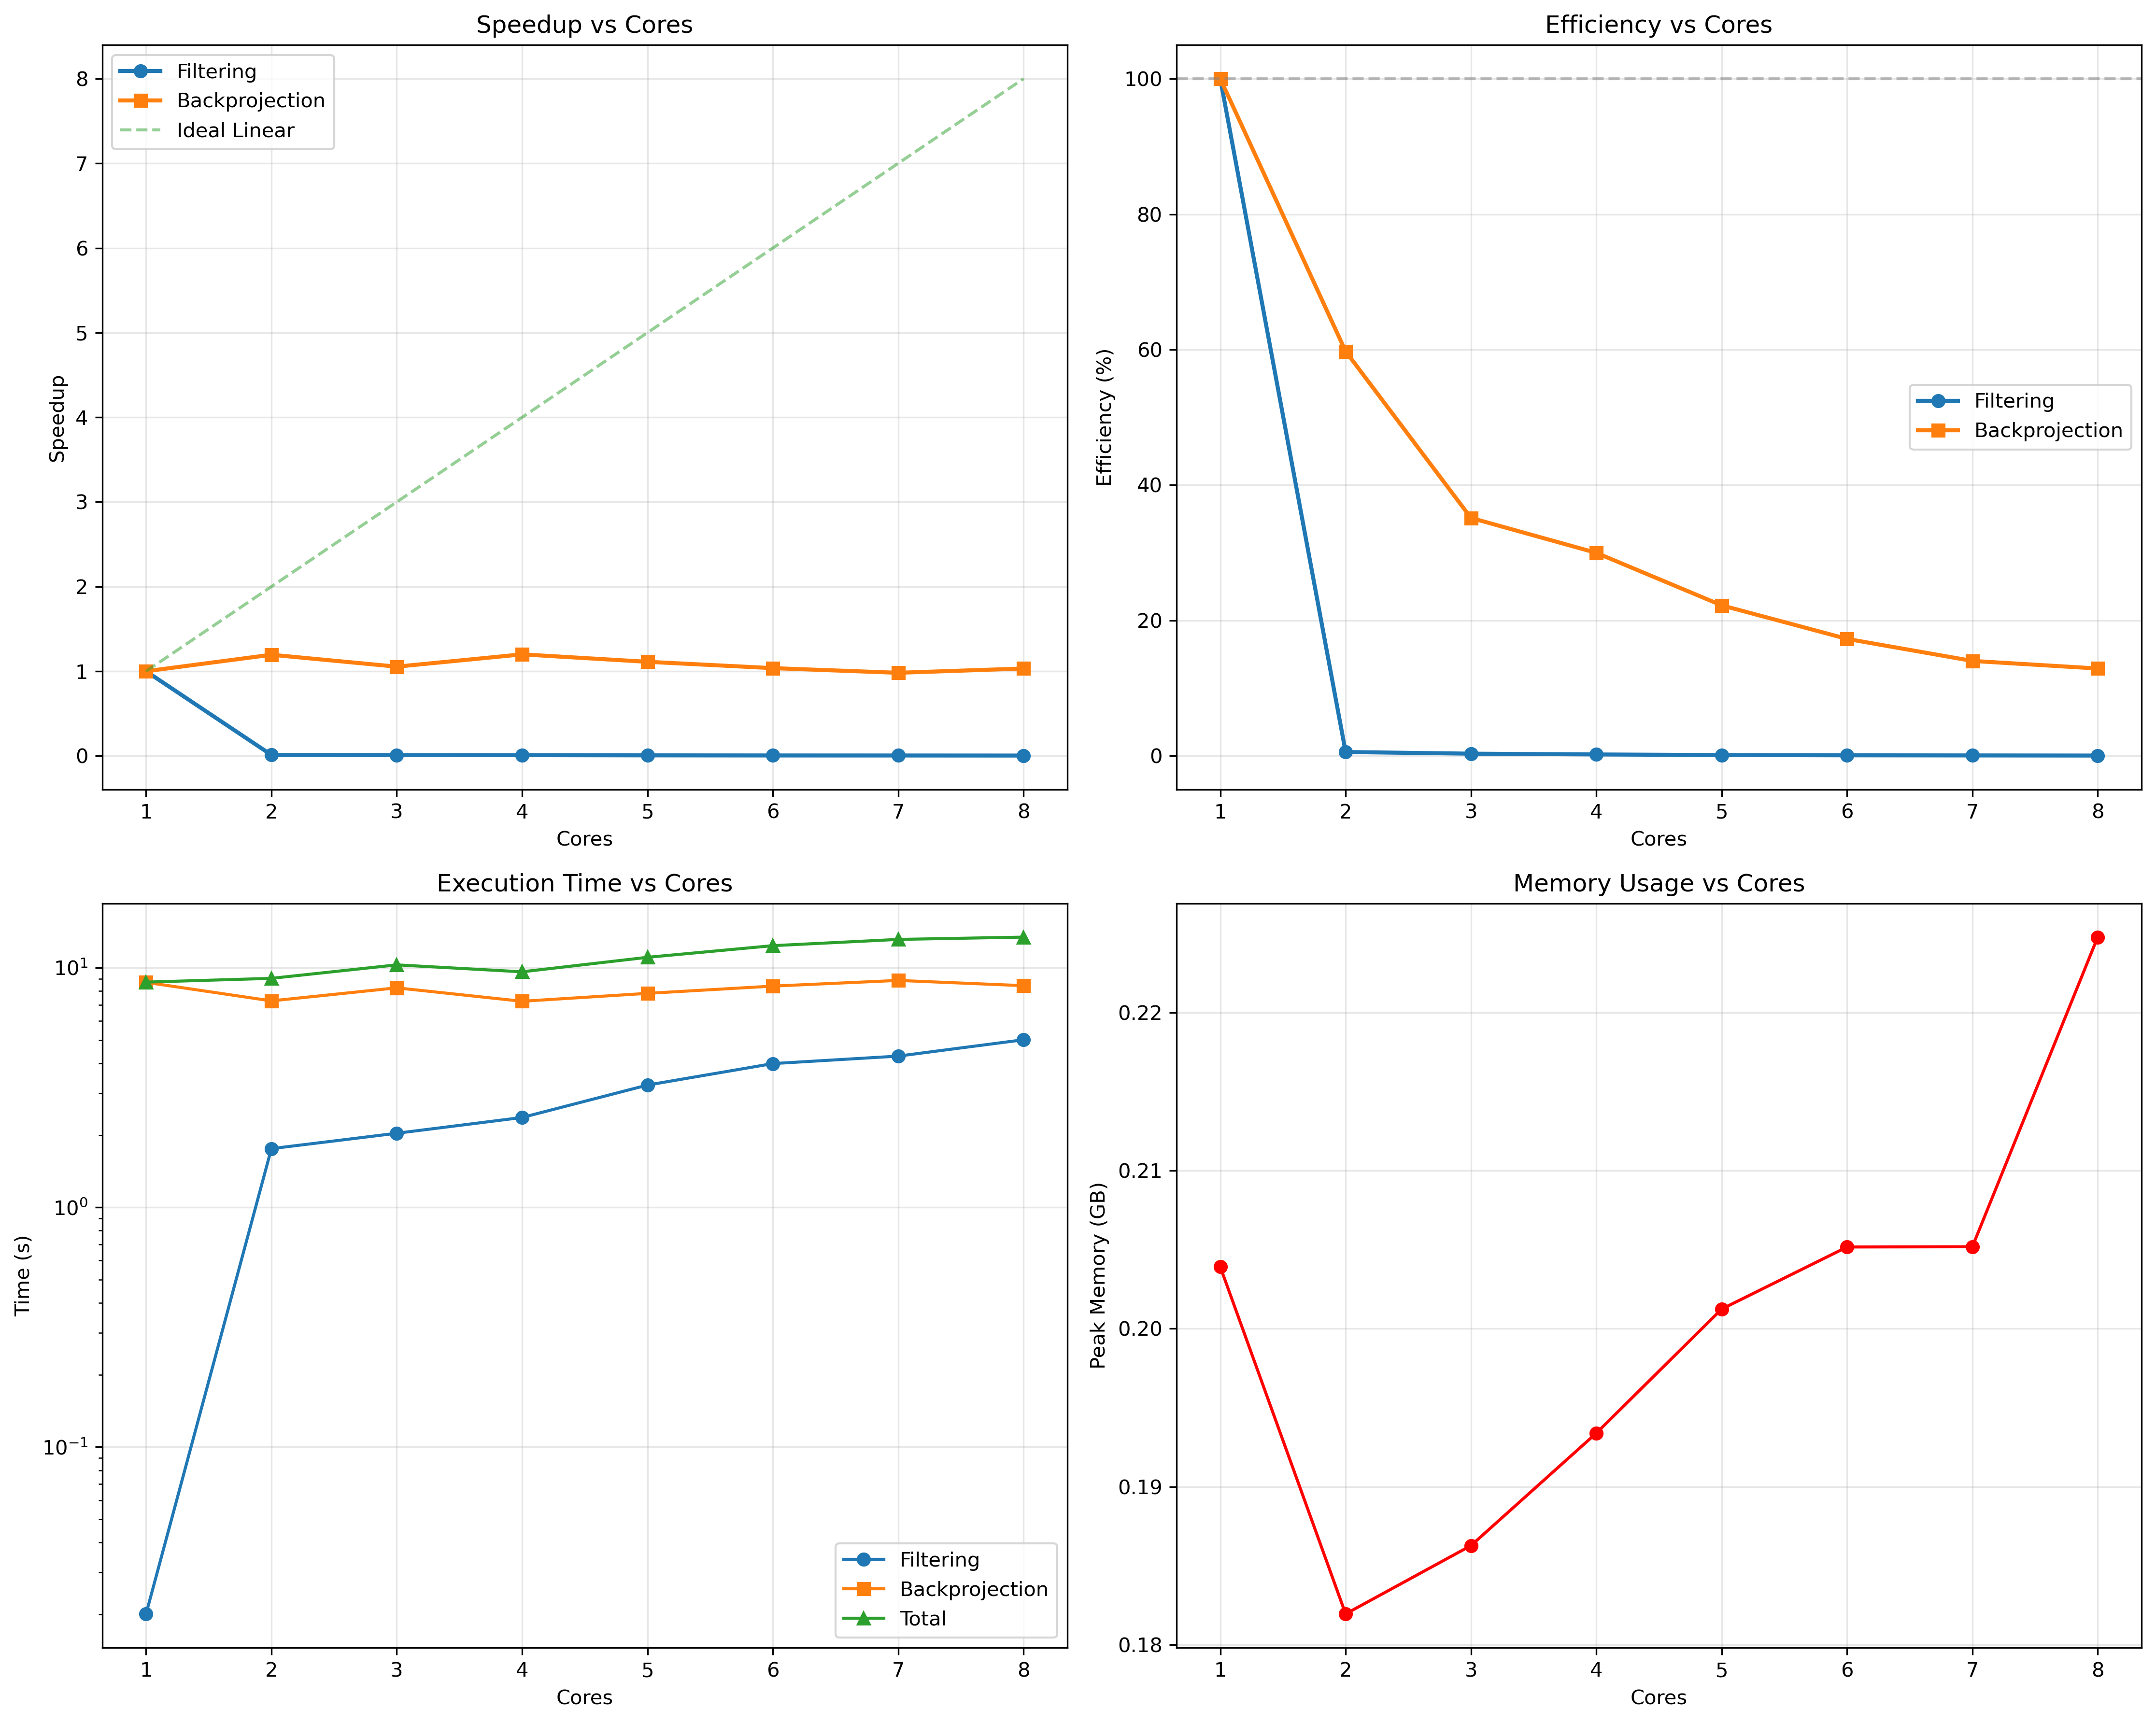 Speedup vs Cores
Filtering
Backprojection
Ideal Linear
8
7
6
5
4
3
2
1
0
Speedup
1 2 3 4 5 6 7 8
Cores
Efficiency vs Cores
100
80
60
40
20
0
Efficiency (%)
Filtering
Backprojection
1 2 3 4 5 6 7 8
Cores
Execution Time vs Cores
10¹
10⁰
10⁻¹
Time (s)
Filtering
Backprojection
Total
1 2 3 4 5 6 7 8
Cores
Memory Usage vs Cores
0.22
0.21
0.20
0.19
0.18
Peak Memory (GB)
1 2 3 4 5 6 7 8
Cores